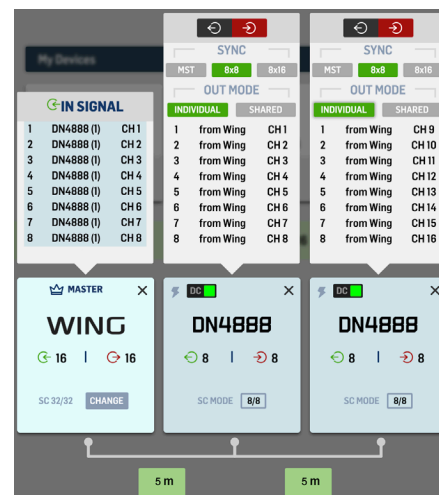 My Devices
IN SIGNAL
1 DN4888 (1) CH 1
2 DN4888 (1) CH 2
3 DN4888 (1) CH 3
4 DN4888 (1) CH 4
5 DN4888 (1) CH 5
6 DN4888 (1) CH 6
7 DN4888 (1) CH 7
8 DN4888 (1) CH 8
SYNC
MST 8x8 8x16
OUT MODE
INDIVIDUAL SHARED
1 from Wing CH 1
2 from Wing CH 2
3 from Wing CH 3
4 from Wing CH 4
5 from Wing CH 5
6 from Wing CH 6
7 from Wing CH 7
8 from Wing CH 8
SYNC
MST 8x8 8x16
OUT MODE
INDIVIDUAL SHARED
1 from Wing CH 9
2 from Wing CH 10
3 from Wing CH 11
4 from Wing CH 12
5 from Wing CH 13
6 from Wing CH 14
7 from Wing CH 15
8 from Wing CH 16
MASTER
WING
16 | 16
SC 32/32 CHANGE
DC
DN4888
8 | 8
SC MODE 8/8
DC
DN4888
8 | 8
SC MODE 8/8
5 m
5 m